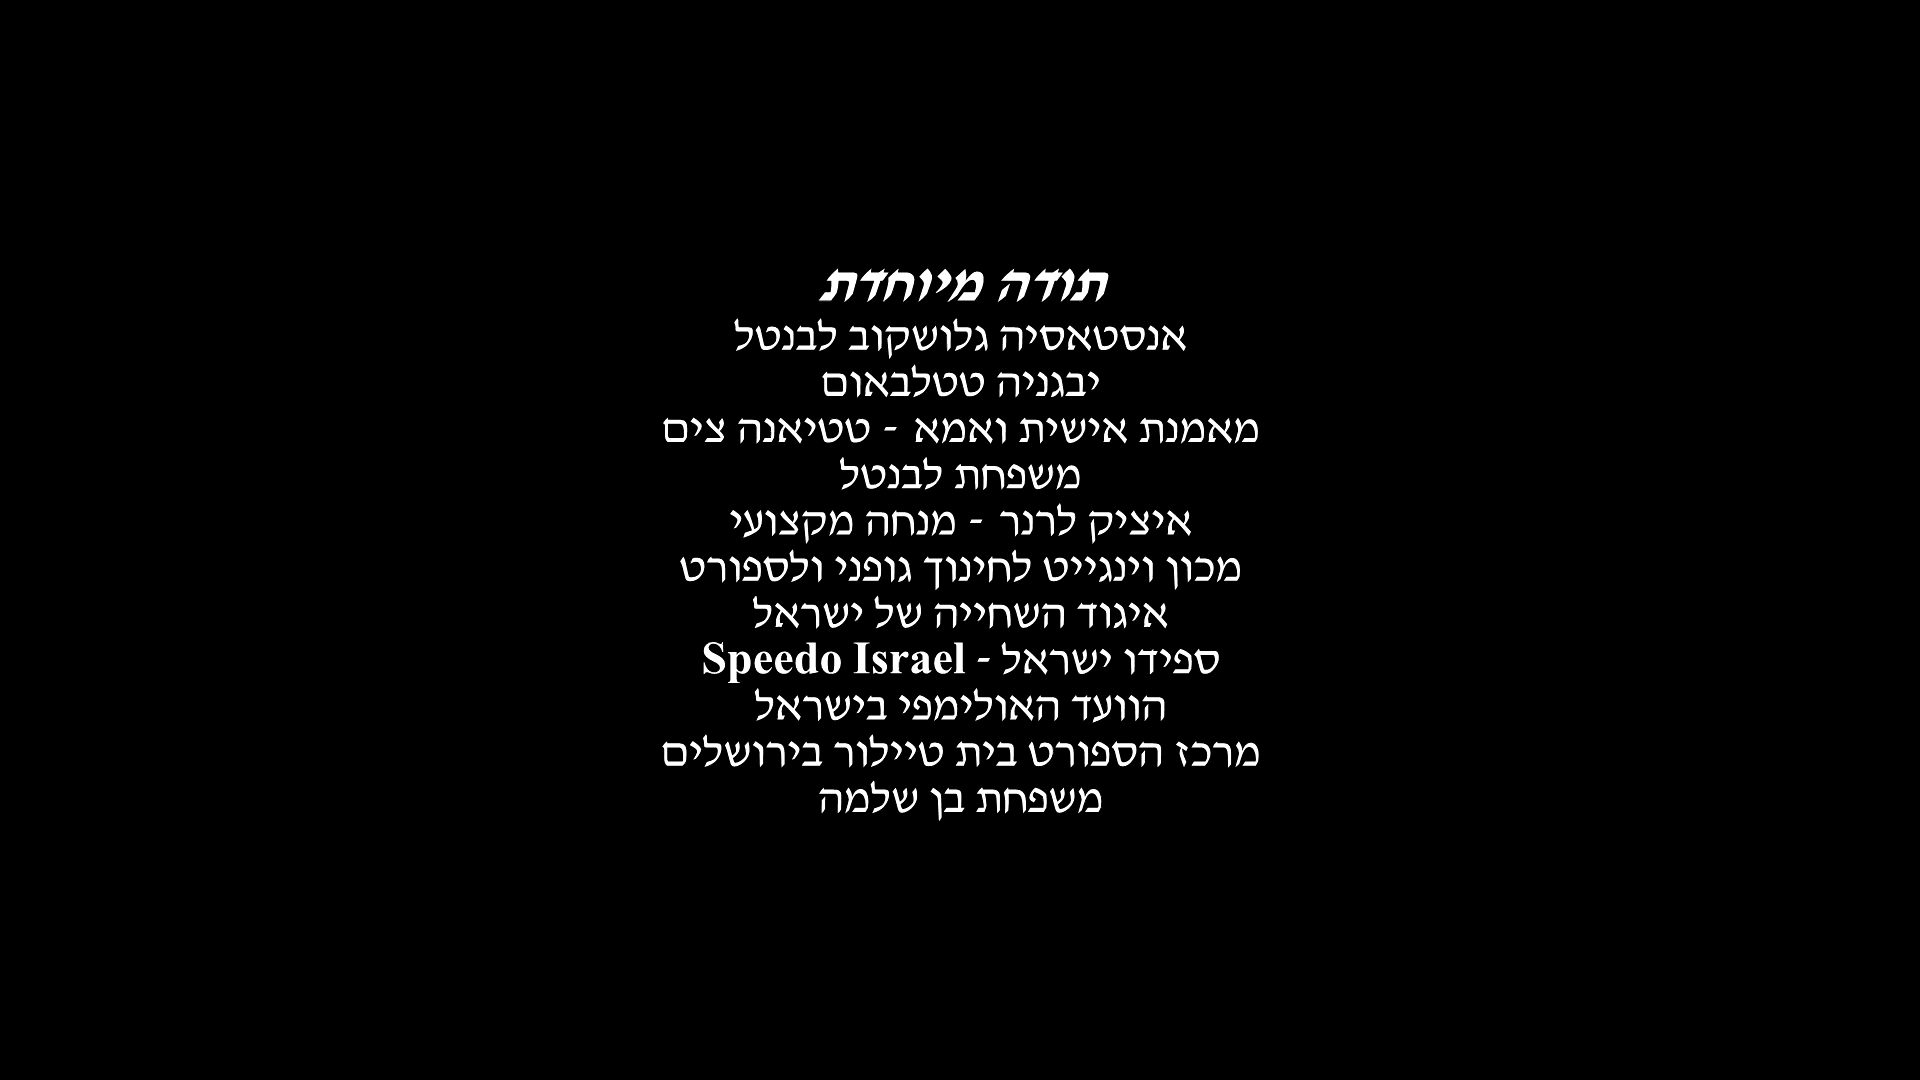 תודה מיוחדת
אנסטאסיה גלושקוב לבנטל
יבגניה טטלבאום
מאמנת אישית ואמא - טטיאנה צים
משפחת לבנטל
איציק לרנר - מנחה מקצועי
מכון וינגייט לחינוך גופני ולספורט
איגוד השחייה של ישראל
ספידו ישראל - Speedo Israel
הוועד האולימפי בישראל
מרכז הספורט בית טיילור בירושלים
משפחת בן שלמה